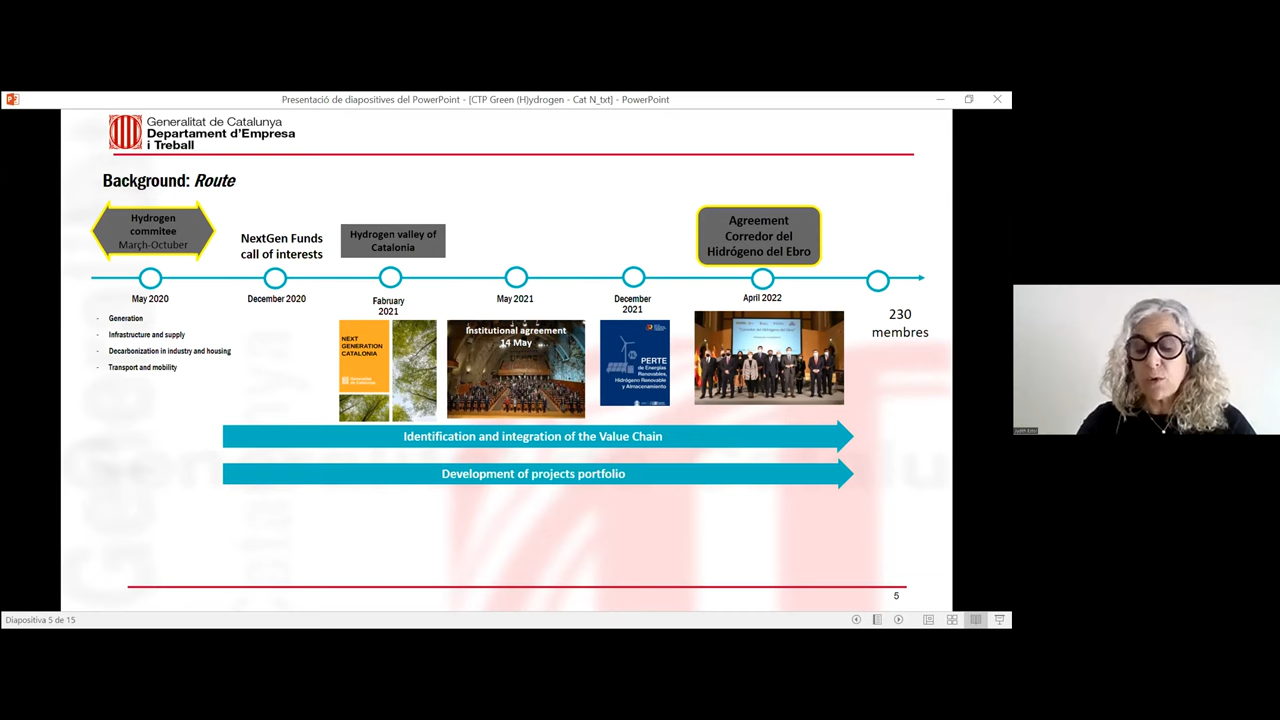 Presentació de diapositives del PowerPoint - [CTP Green (H)ydrogen - Cat N_txt] - PowerPoint
Generalitat de Catalunya
Departament d'Empresa
i Treball
Background: Route
Hydrogen
commitee
Març-Octuber
NextGen Funds
call of interests
Hydrogen valley of
Catalonia
Agreement
Corredor del
Hidrógeno del Ebro
May 2020
December 2020
Fabruary
2021
May 2021
December
2021
April 2022
230
membres
- Generation
- Infrastructure and supply
- Decarbonization in industry and housing
- Transport and mobility
NEXT
GENERATION
CATALONIA
Institutional agreement
14 May
PERTE
de Energías
Renovables,
Hidrógeno Renovable
y Almacenamiento
Identification and integration of the Value Chain
Development of projects portfolio
5
Diapositiva 5 de 15